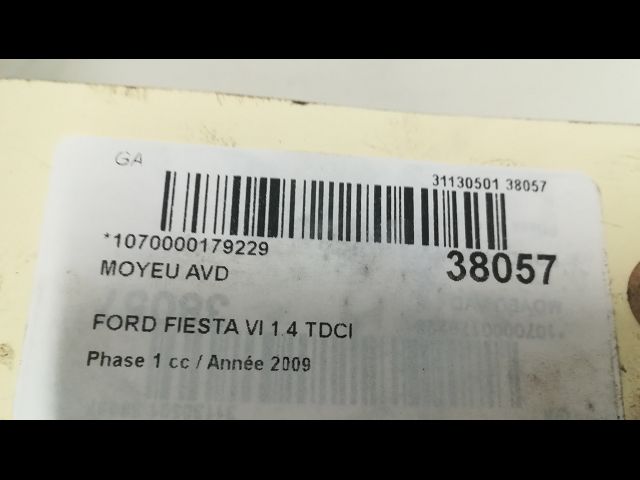 GA
31130501 38057
*1070000179229
38057
MOYEU AVD
FORD FIESTA VI 1.4 TDCI
Phase 1 cc / Année 2009